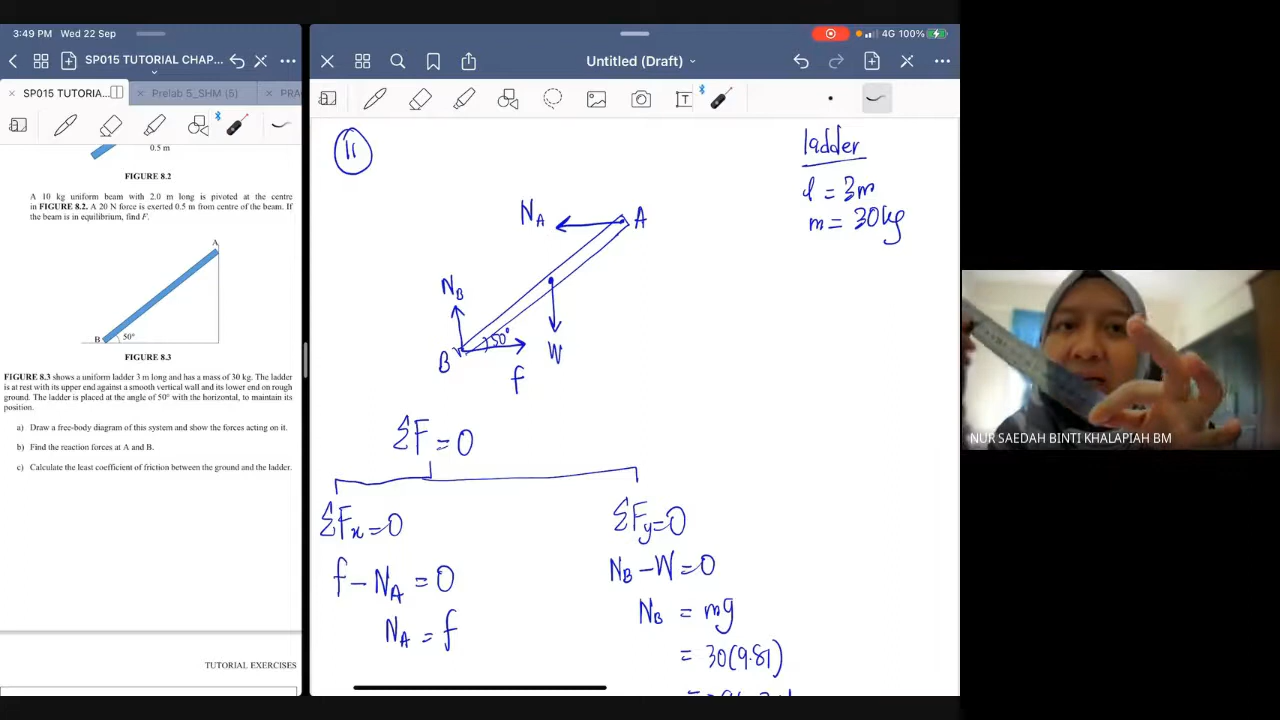 3:49 PM Wed 22 Sep
SP015 TUTORIAL CHAP...
SP015 TUTORIA...
Prelab 5_SHM (5)
PRA
0.5 m
FIGURE 8.2
A 10 kg uniform beam with 2.0 m long is pivoted at the centre
in FIGURE 8.2. A 20 N force is exerted 0.5 m from centre of the beam. If
the beam is in equilibrium, find F.
A
B
50°
FIGURE 8.3
FIGURE 8.3 shows a uniform ladder 3 m long and has a mass of 30 kg. The ladder
is at rest with its upper end against a smooth vertical wall and its lower end on rough
ground. The ladder is placed at the angle of 50° with the horizontal, to maintain its
position.
a) Draw a free-body diagram of this system and show the forces acting on it.
b) Find the reaction forces at A and B.
c) Calculate the least coefficient of friction between the ground and the ladder.
TUTORIAL EXERCISES
4G 100%
Untitled (Draft)
11
ladder
l = 3m
m = 30kg
N_A
A
N_B
50°
B
W
f
ΣF = 0
ΣFx = 0
ΣFy = 0
f - N_A = 0
N_B - W = 0
N_A = f
N_B = mg
= 30(9.81)
NUR SAEDAH BINTI KHALAPIAH BM